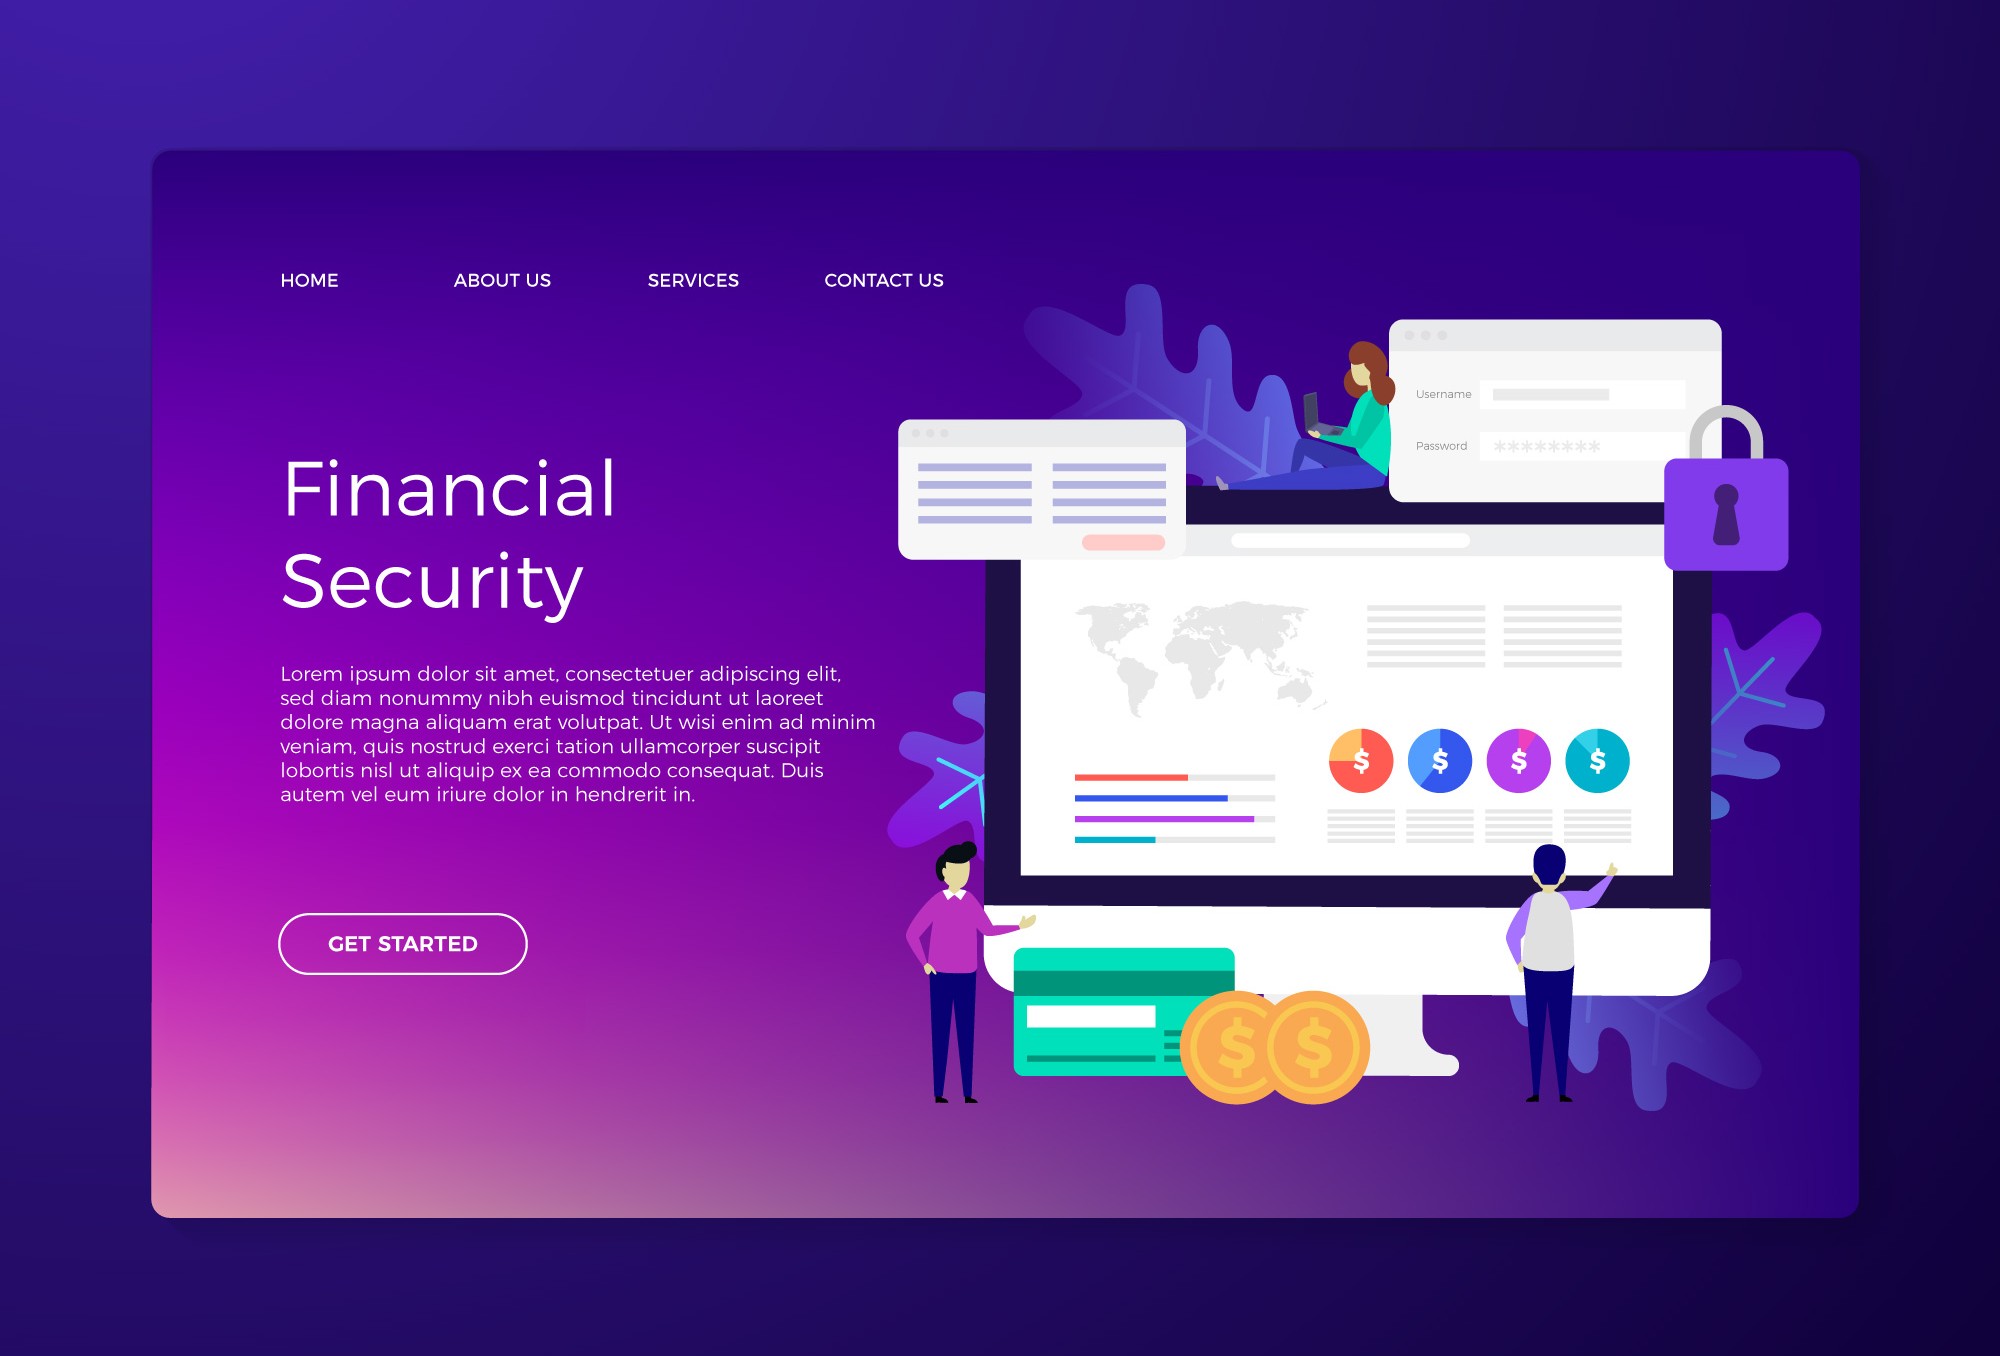 HOME
ABOUT US
SERVICES
CONTACT US
Financial
Security
Lorem ipsum dolor sit amet, consectetuer adipiscing elit,
sed diam nonummy nibh euismod tincidunt ut laoreet
dolore magna aliquam erat volutpat. Ut wisi enim ad minim
veniam, quis nostrud exerci tation ullamcorper suscipit
lobortis nisl ut aliquip ex ea commodo consequat. Duis
autem vel eum iriure dolor in hendrerit in.
GET STARTED
Username
Password ********
$ $ $ $
$ $